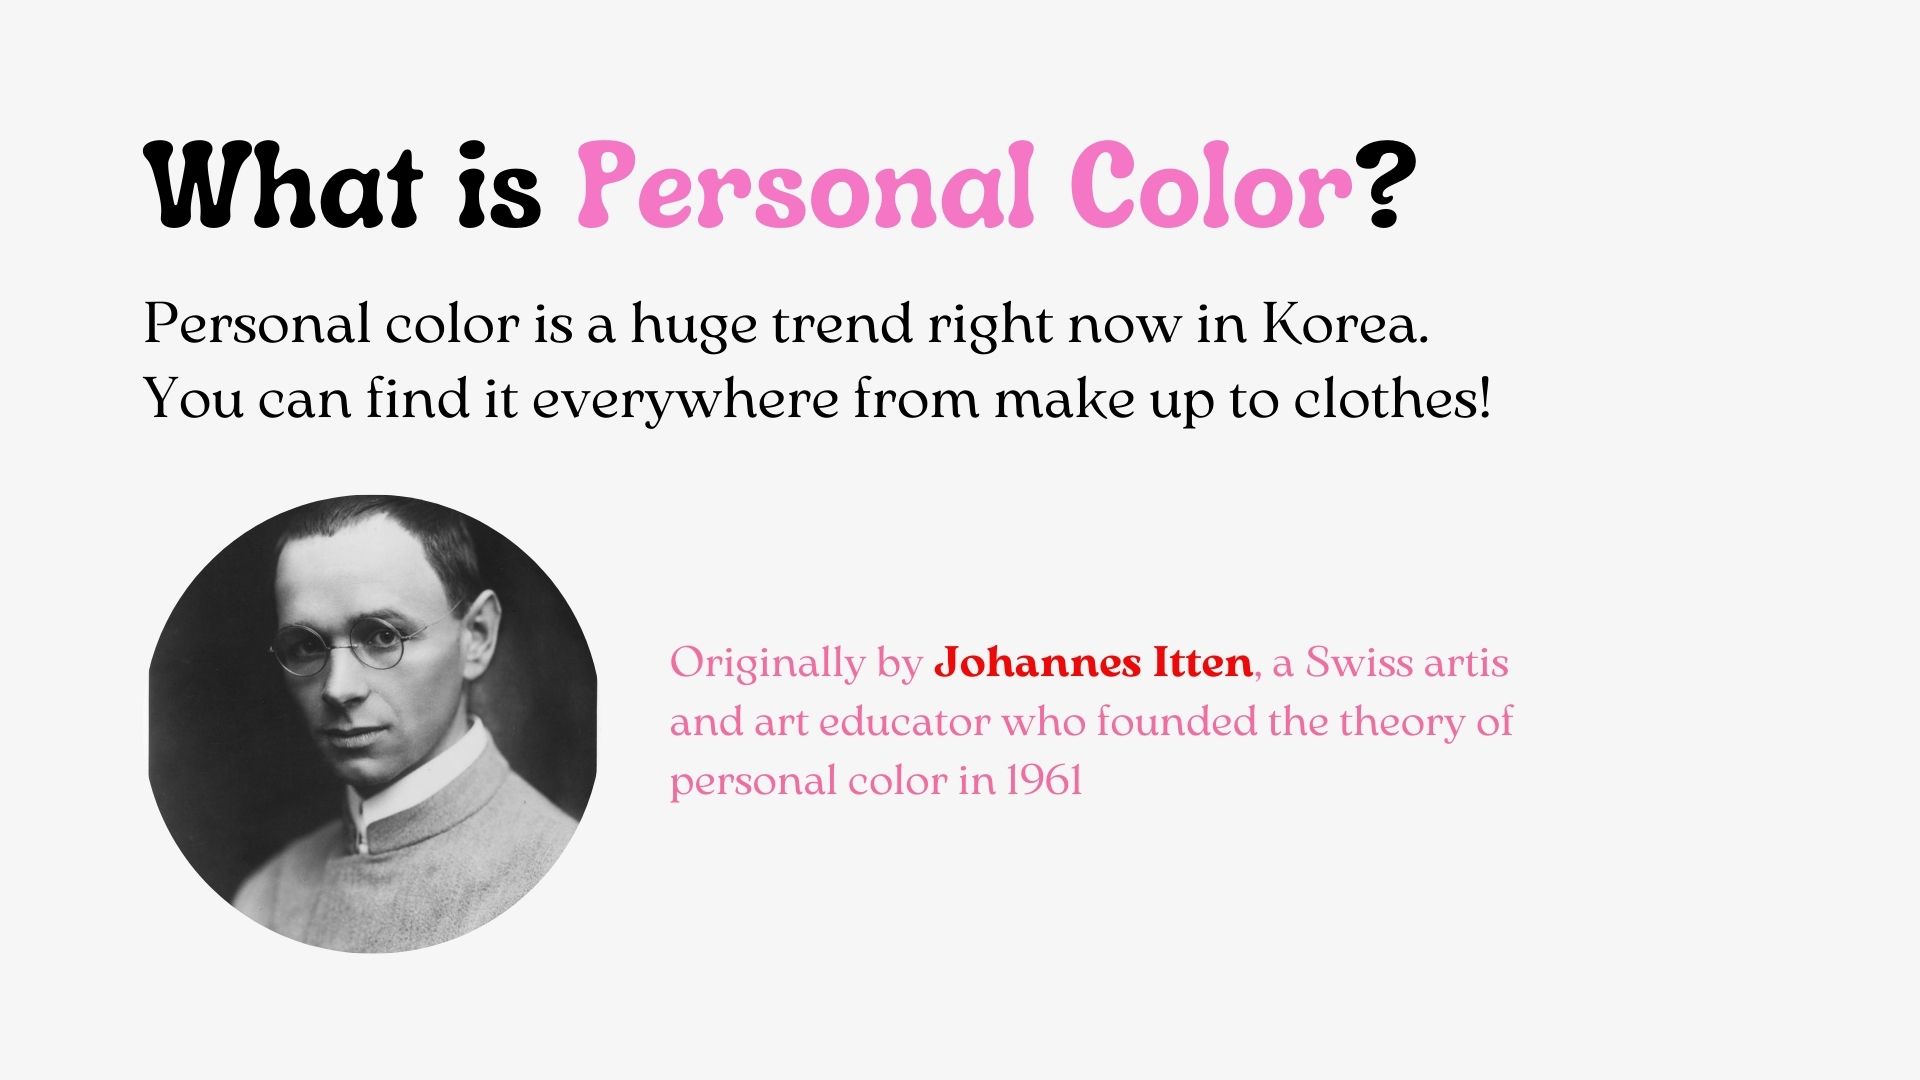 What is Personal Color?
Personal color is a huge trend right now in Korea.
You can find it everywhere from make up to clothes!
Originally by Johannes Itten, a Swiss artis
and art educator who founded the theory of
personal color in 1961